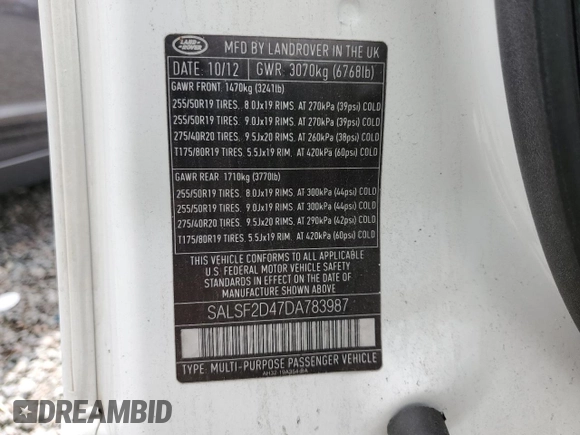 LAND ROVER
MFD BY LANDROVER IN THE UK
DATE: 10/12 GWR: 3070kg (6768lb)
GAWR FRONT: 1470kg (3241lb)
255/50R19 TIRES. 8.0Jx19 RIMS. AT 270kPa (39psi) COLD
255/50R19 TIRES. 9.0Jx19 RIMS. AT 270kPa (39psi) COLD
275/40R20 TIRES. 9.5Jx20 RIMS. AT 260kPa (38psi) COLD
T175/80R19 TIRES. 5.5Jx19 RIM. AT 420kPa (60psi) COLD
GAWR REAR: 1710kg (3770lb)
255/50R19 TIRES. 8.0Jx19 RIMS. AT 300kPa (44psi) COLD
255/50R19 TIRES. 9.0Jx19 RIMS. AT 300kPa (44psi) COLD
275/40R20 TIRES. 9.5Jx20 RIMS. AT 290kPa (42psi) COLD
T175/80R19 TIRES. 5.5Jx19 RIM. AT 420kPa (60psi) COLD
THIS VEHICLE CONFORMS TO ALL APPLICABLE
U.S. FEDERAL MOTOR VEHICLE SAFETY
STANDARDS IN EFFECT ON THE DATE OF
MANUFACTURE SHOWN ABOVE.
SALSF2D47DA783987
TYPE: MULTI-PURPOSE PASSENGER VEHICLE
DREAMBID